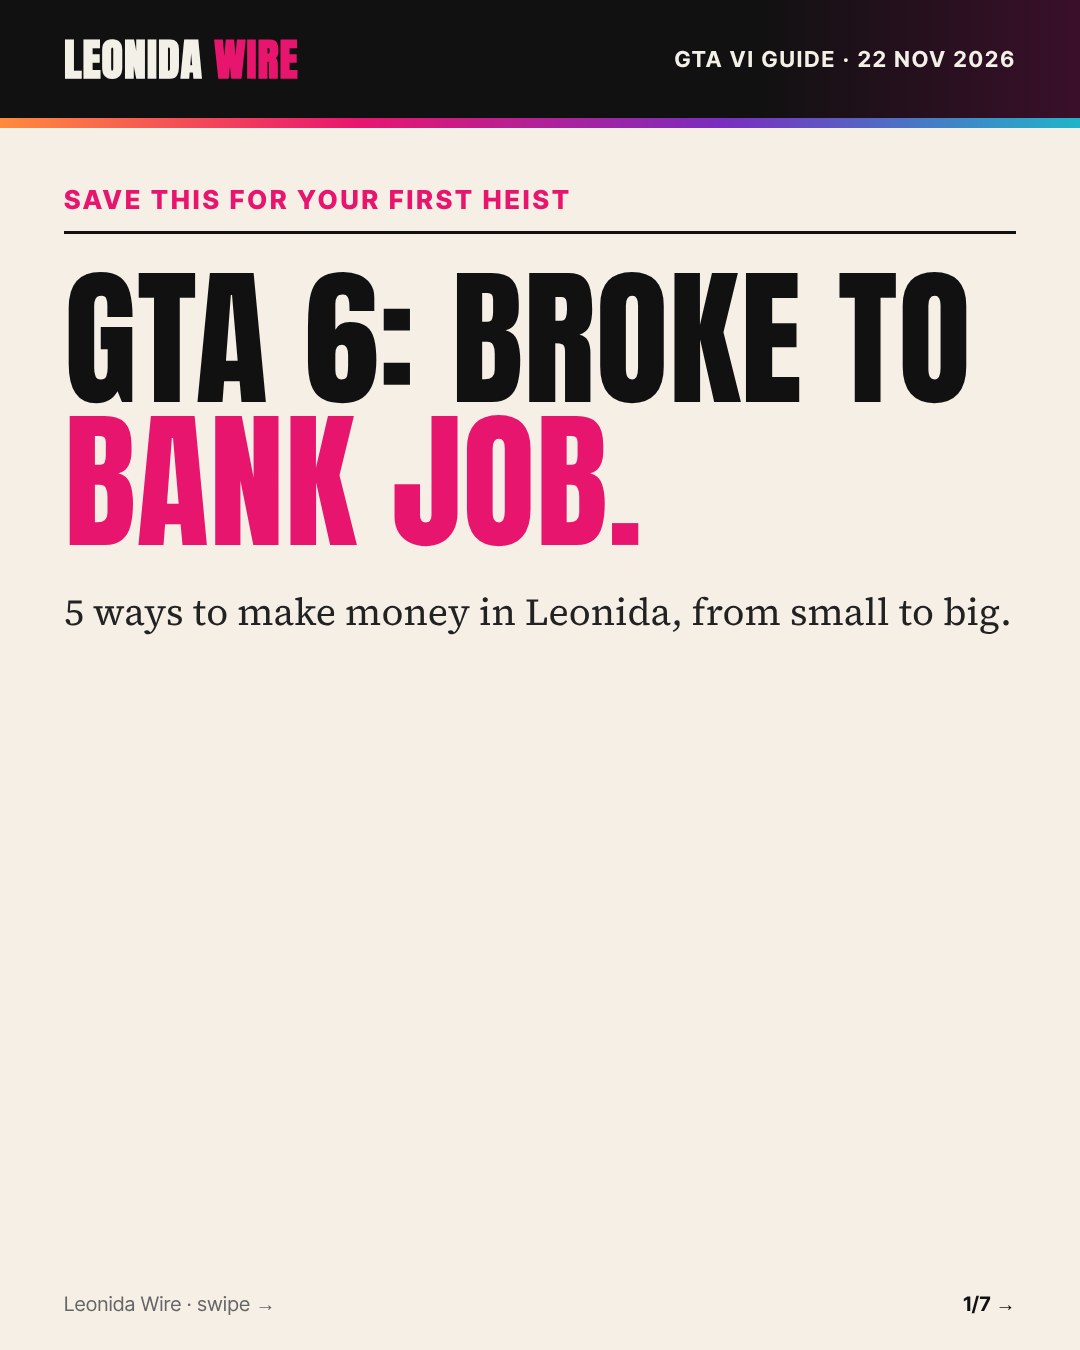 LEONIDA WIRE
GTA VI GUIDE · 22 NOV 2026
SAVE THIS FOR YOUR FIRST HEIST
GTA 6: BROKE TO
BANK JOB.
5 ways to make money in Leonida, from small to big.
Leonida Wire · swipe →
1/7 →